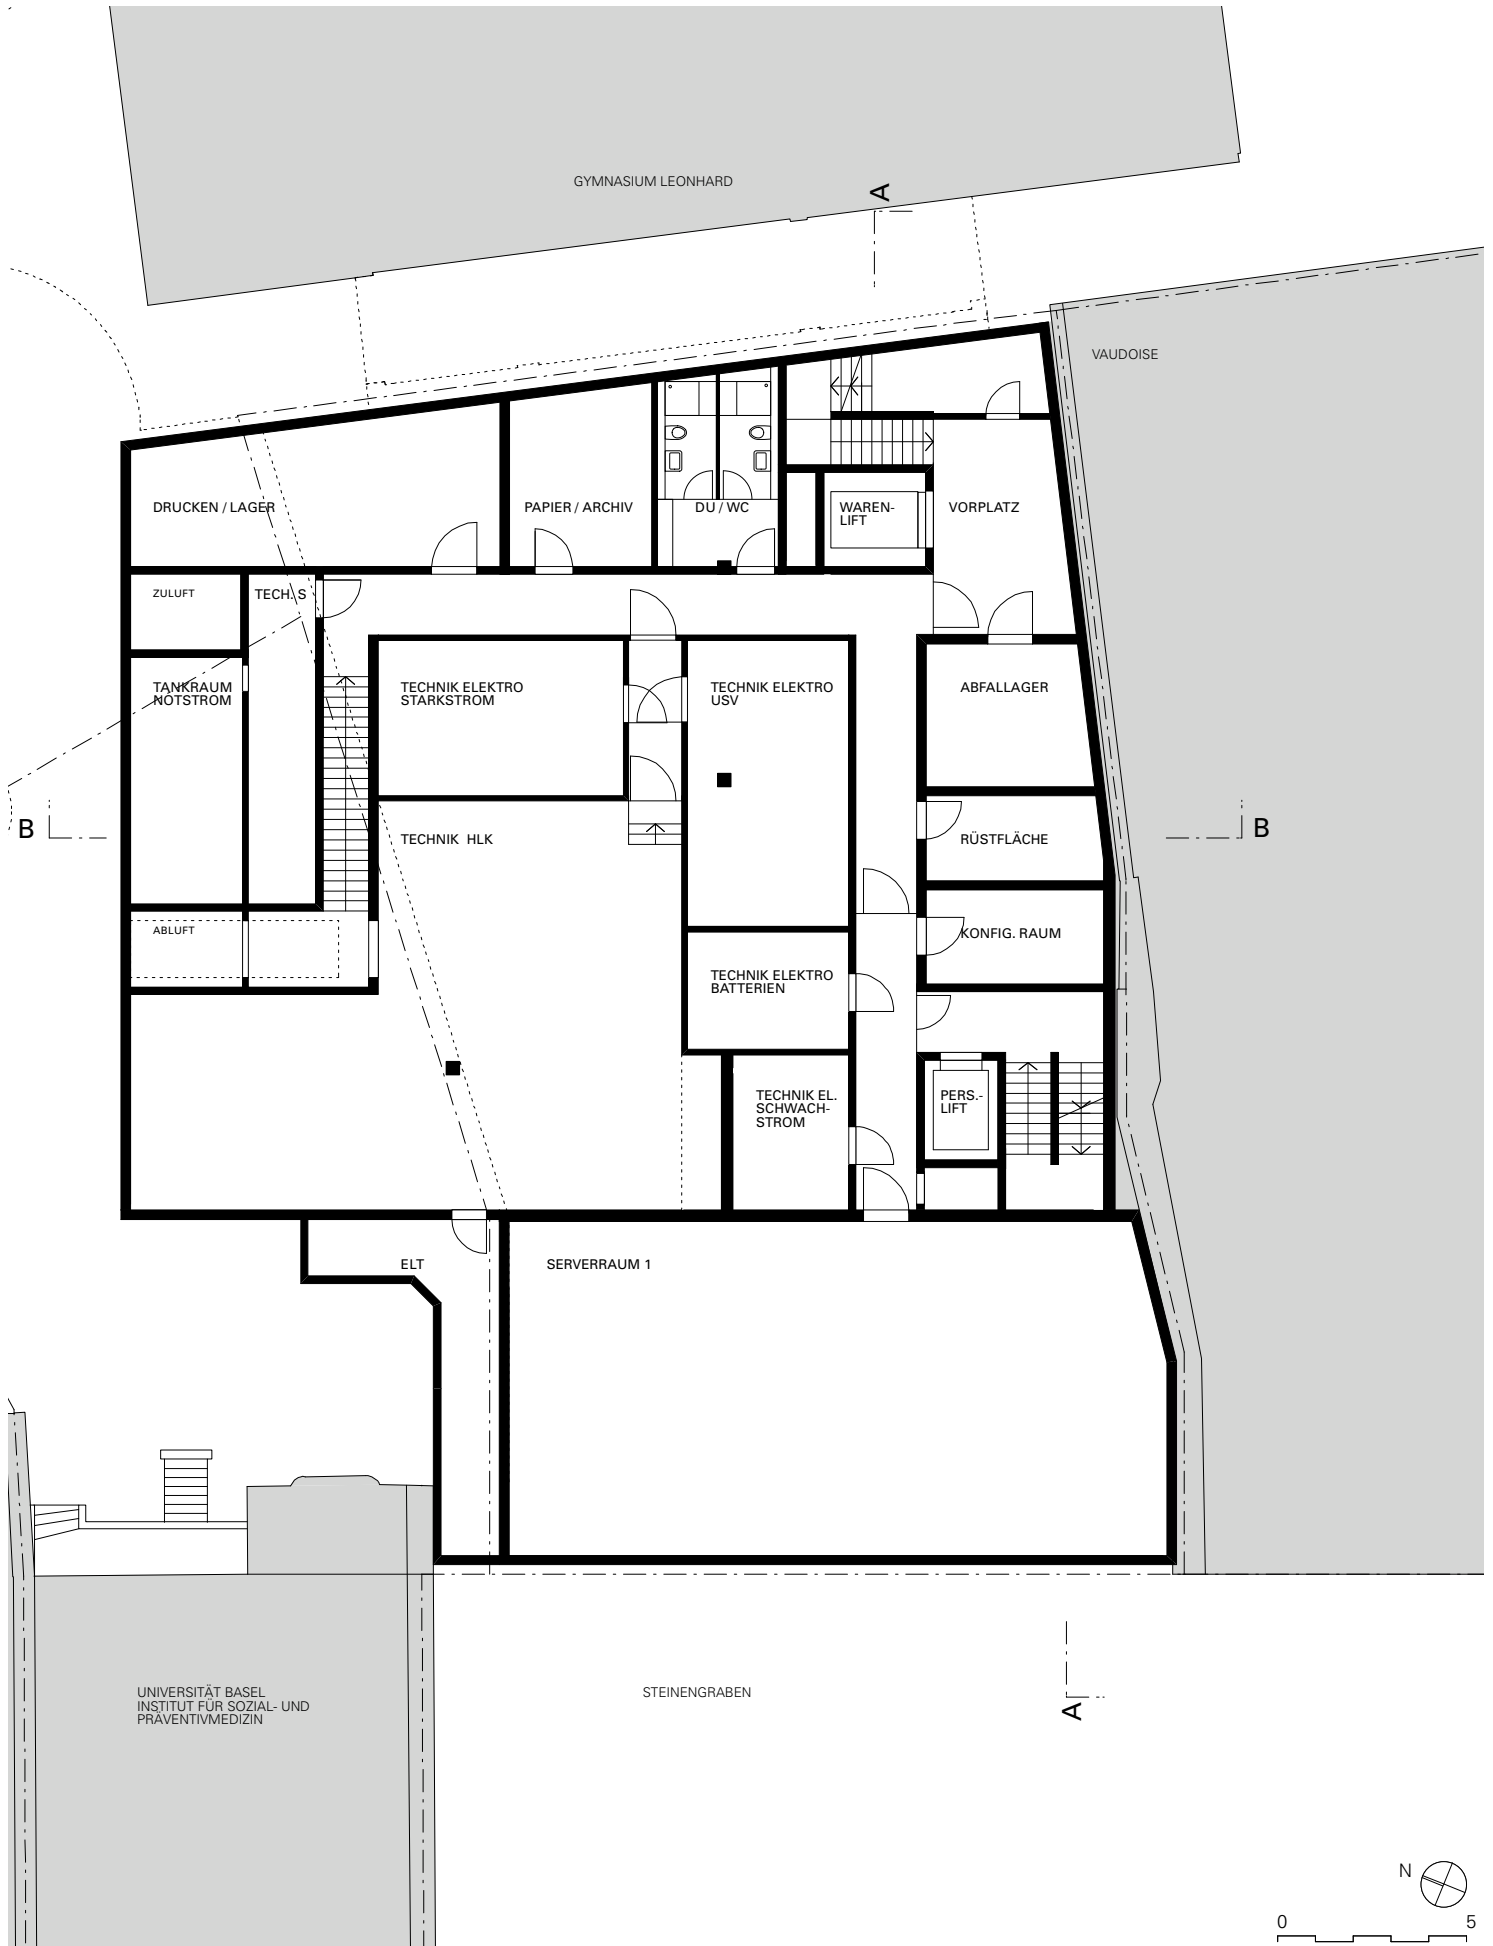 GYMNASIUM LEONHARD
A
VAUDOISE
DRUCKEN / LAGER
PAPIER / ARCHIV
DU / WC
WAREN-
LIFT
VORPLATZ
ZULUFT
TECH. S
TANKRAUM
NOTSTROM
TECHNIK ELEKTRO
STARKSTROM
TECHNIK ELEKTRO
USV
ABFALLAGER
B
TECHNIK HLK
RÜSTFLÄCHE
B
ABLUFT
KONFIG. RAUM
TECHNIK ELEKTRO
BATTERIEN
TECHNIK EL.
SCHWACH-
STROM
PERS.-
LIFT
ELT
SERVERRAUM 1
UNIVERSITÄT BASEL
INSTITUT FÜR SOZIAL- UND
PRÄVENTIVMEDIZIN
STEINENGRABEN
A
N
0 5